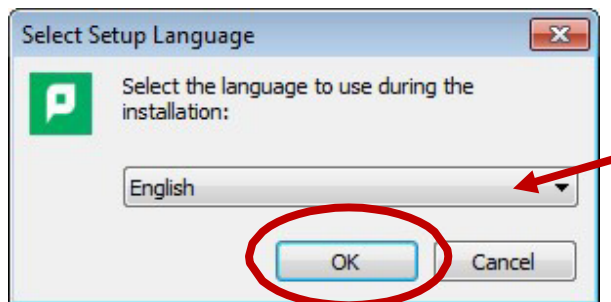 Select Setup Language
Select the language to use during the
installation:
English
OK
Cancel